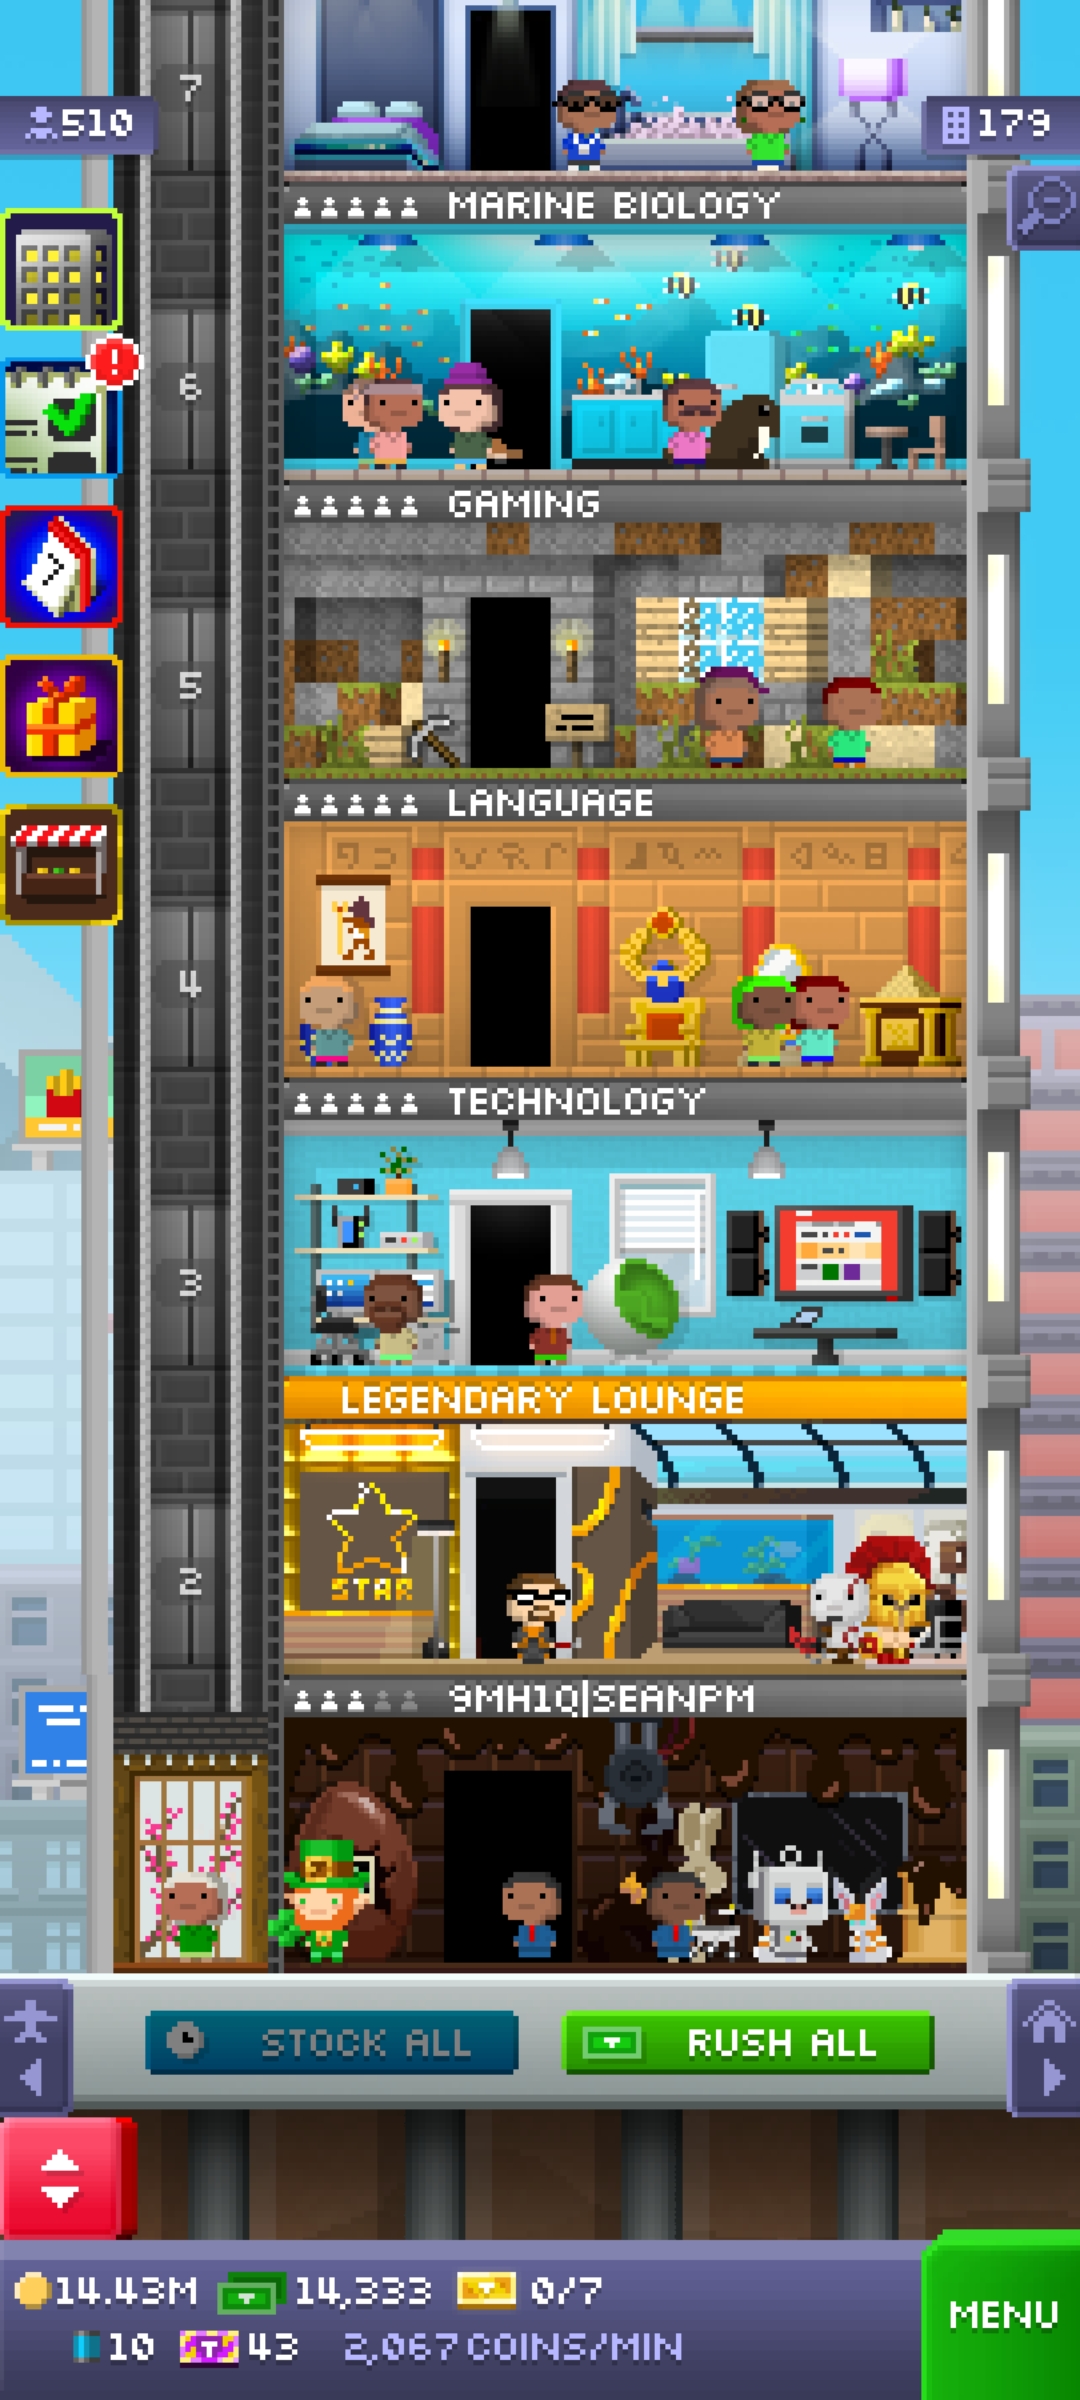 7
510
179
MARINE BIOLOGY
6
GAMING
5
LANGUAGE
4
TECHNOLOGY
3
LEGENDARY LOUNGE
STAR
2
9MH1Q|SEANPM
STOCK ALL
RUSH ALL
14.43M 14,333 0/7
10 43 2,067 COINS/MIN
MENU